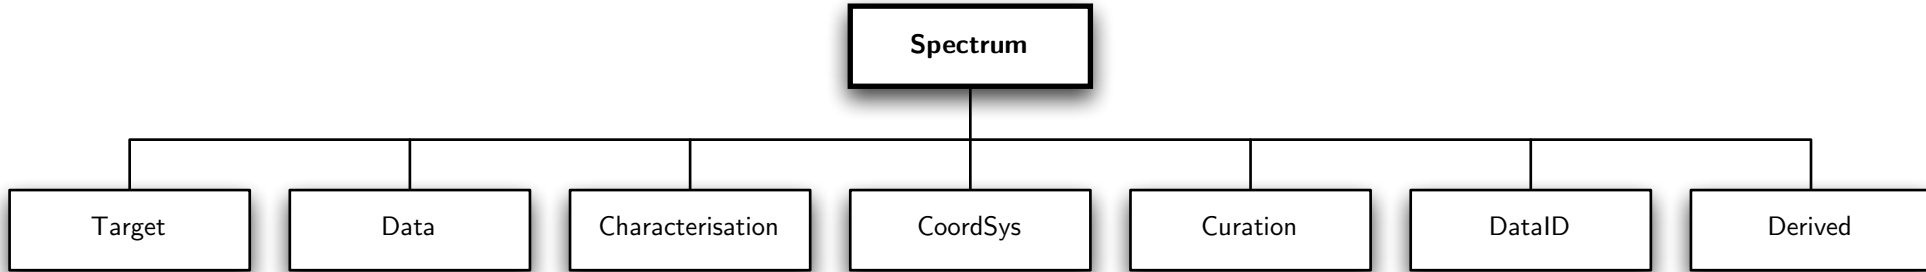 Spectrum
Target
Data
Characterisation
CoordSys
Curation
DataID
Derived